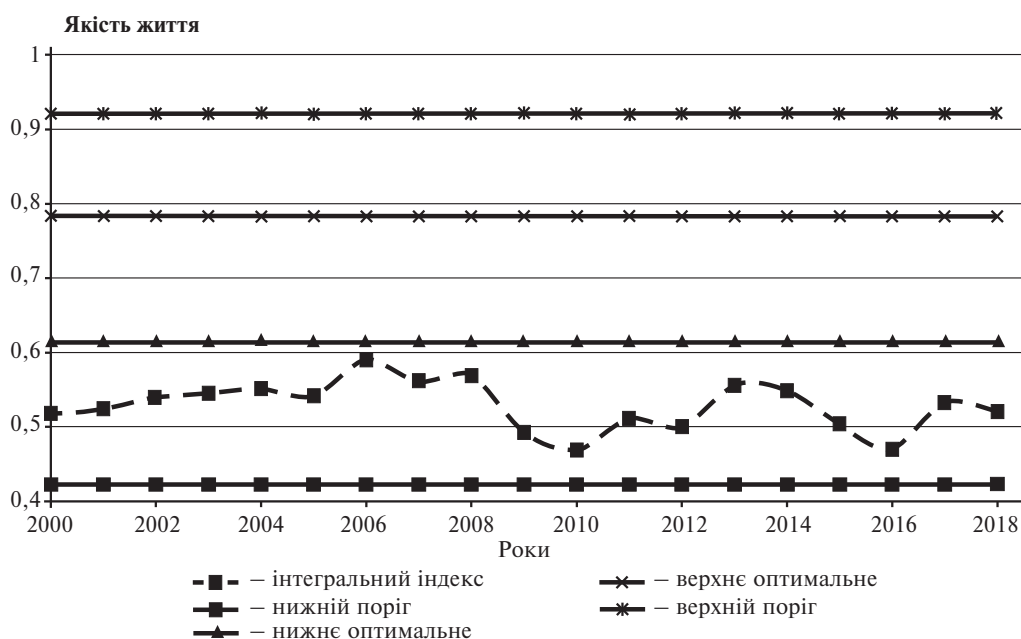 Якість життя
1
0,9
0,8
0,7
0,6
0,5
0,4
2000 2002 2004 2006 2008 2010 2012 2014 2016 2018
Роки
– інтегральний індекс
– нижній поріг
– нижнє оптимальне
– верхнє оптимальне
– верхній поріг